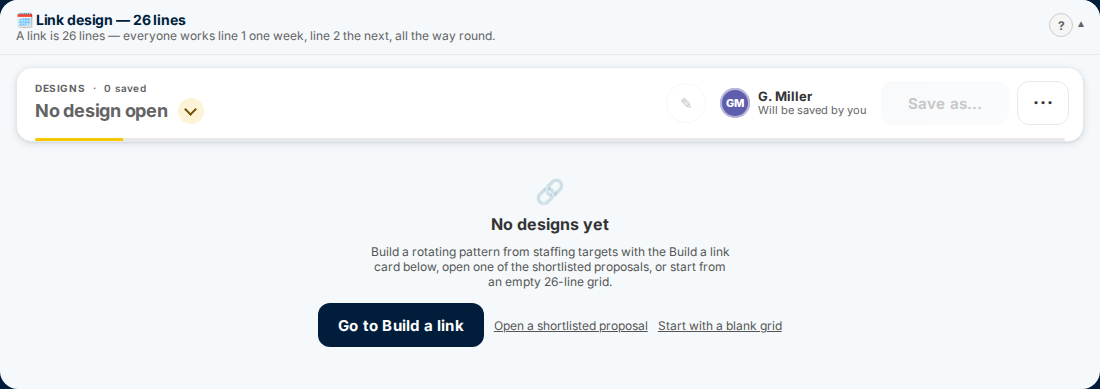 Link design — 26 lines
A link is 26 lines — everyone works line 1 one week, line 2 the next, all the way round.
?
DESIGNS · 0 saved
No design open
GM
G. Miller
Will be saved by you
Save as...
No designs yet
Build a rotating pattern from staffing targets with the Build a link
card below, open one of the shortlisted proposals, or start from
an empty 26-line grid.
Go to Build a link
Open a shortlisted proposal
Start with a blank grid